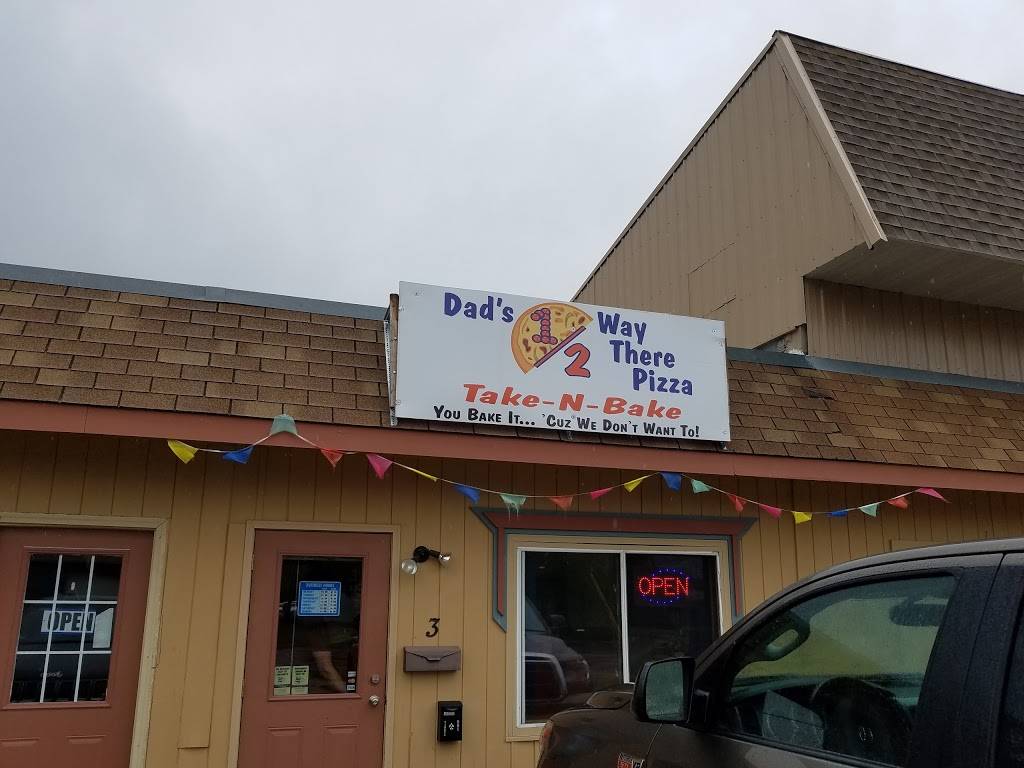 Dad's 1/2 Way
There
Pizza
Take-N-Bake
You Bake It... 'Cuz We Don't Want To!
OPEN
OPEN
3